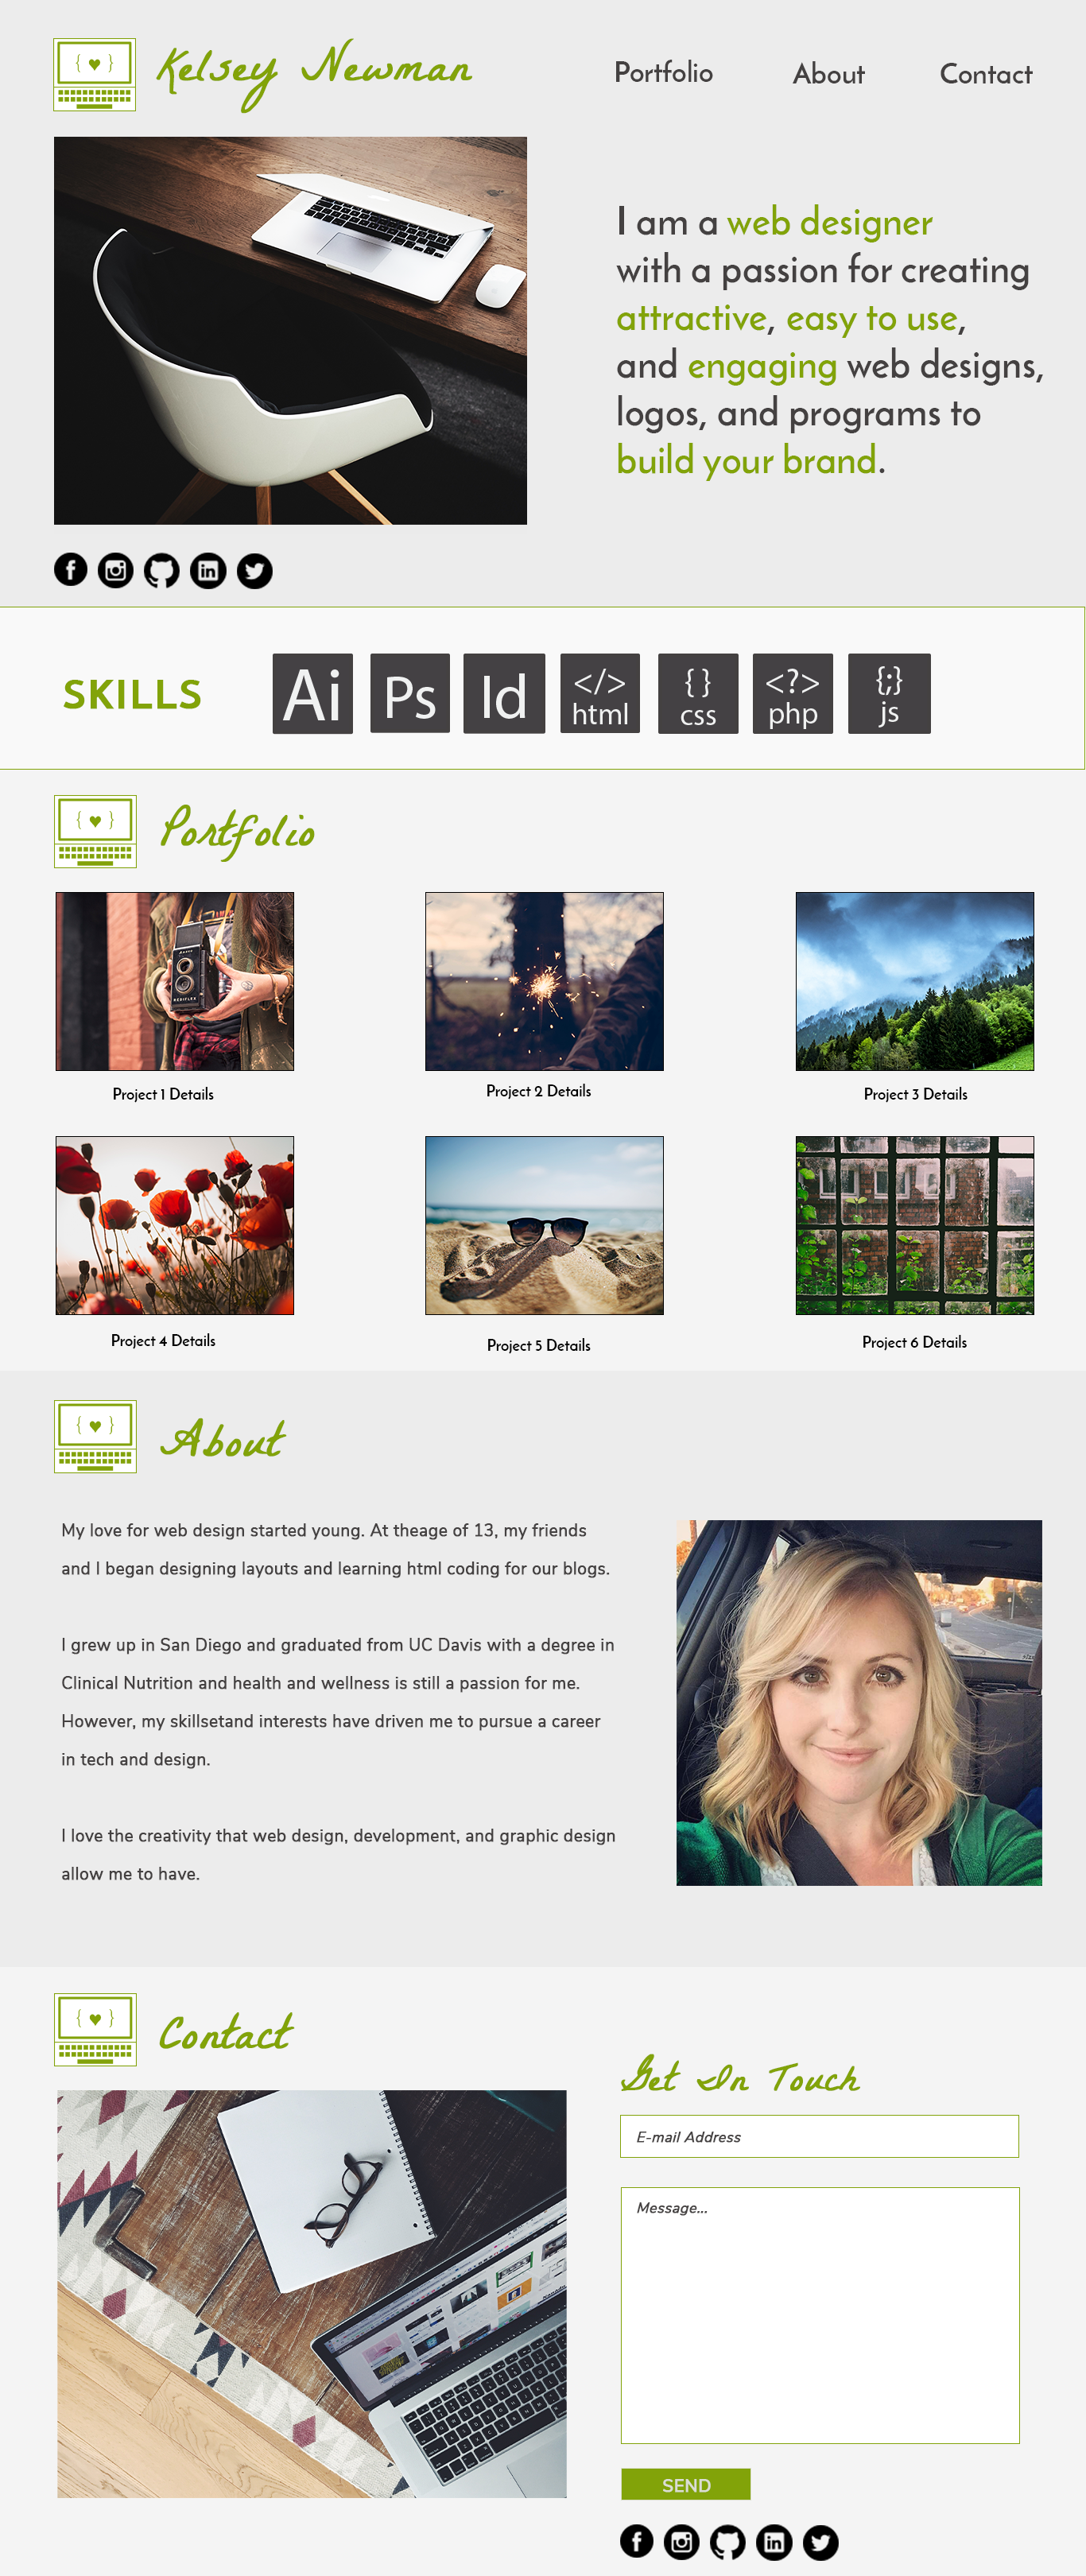 Kelsey Newman
Portfolio
About
Contact
I am a web designer
with a passion for creating
attractive, easy to use,
and engaging web designs,
logos, and programs to
build your brand.
SKILLS
Ai
Ps
Id
</>
html
{ }
css
<?>
php
{;}
js
Portfolio
Project 1 Details
Project 2 Details
Project 3 Details
Project 4 Details
Project 5 Details
Project 6 Details
About
My love for web design started young. At theage of 13, my friends
and I began designing layouts and learning html coding for our blogs.
I grew up in San Diego and graduated from UC Davis with a degree in
Clinical Nutrition and health and wellness is still a passion for me.
However, my skillsetand interests have driven me to pursue a career
in tech and design.
I love the creativity that web design, development, and graphic design
allow me to have.
Contact
Get In Touch
E-mail Address
Message...
SEND